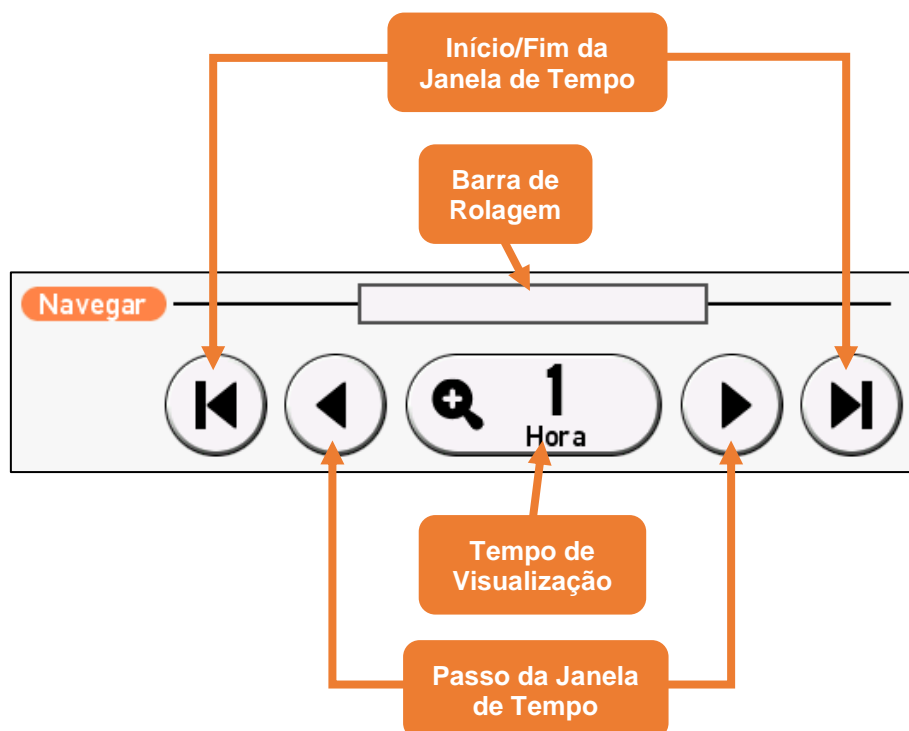 Início/Fim da
Janela de Tempo
Barra de
Rolagem
Navegar
1
Hora
Tempo de
Visualização
Passo da Janela
de Tempo